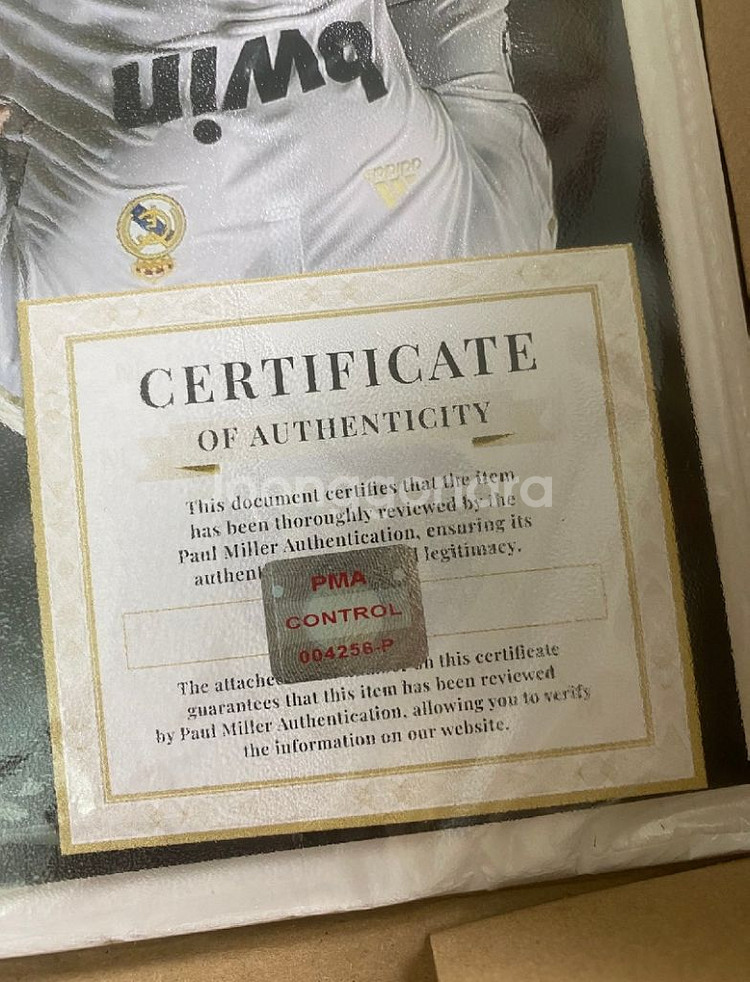 bwin
adidas
CERTIFICATE
OF AUTHENTICITY
This document certifies that the item
has been thoroughly reviewed by the
Paul Miller Authentication, ensuring its
authent legitimacy.
PMA
CONTROL
004256-P
The attache this certificate
guarantees that this item has been reviewed
by Paul Miller Authentication, allowing you to verify
the information on our website.